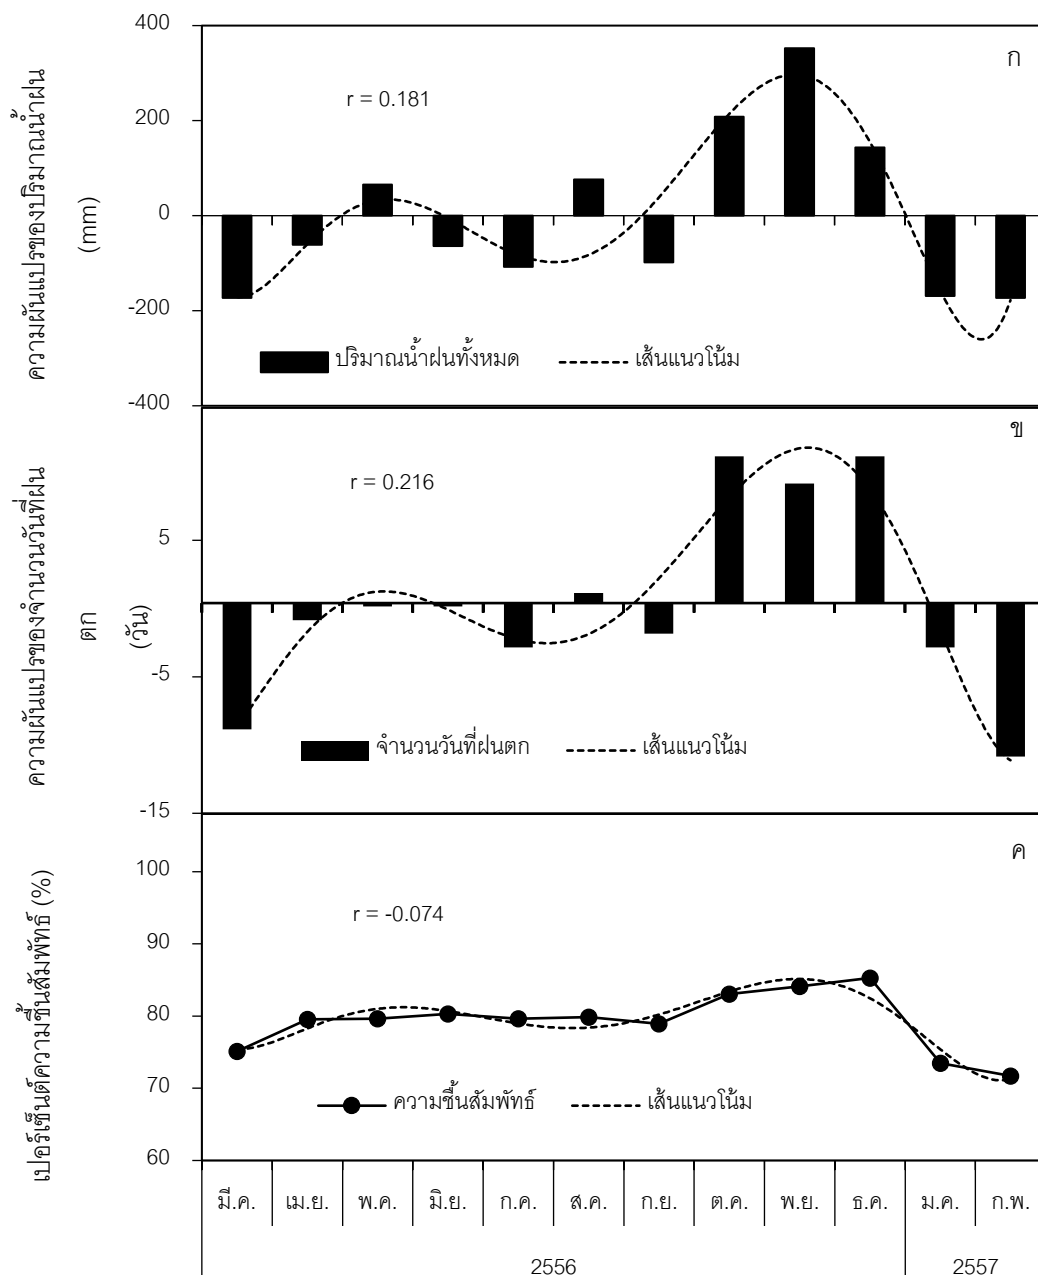 ความผันแปรของปริมาณน้ำฝน
(mm)
400
200
0
-200
-400
ก
r = 0.181
ปริมาณน้ำฝนทั้งหมด เส้นแนวโน้ม
ความผันแปรของจำนวนวันที่ฝน
ตก
(วัน)
5
-5
-15
ข
r = 0.216
จำนวนวันที่ฝนตก เส้นแนวโน้ม
เปอร์เซ็นต์ความชื้นสัมพัทธ์ (%)
100
90
80
70
60
ค
r = -0.074
ความชื้นสัมพัทธ์ เส้นแนวโน้ม
มี.ค. เม.ย. พ.ค. มิ.ย. ก.ค. ส.ค. ก.ย. ต.ค. พ.ย. ธ.ค. ม.ค. ก.พ.
2556 2557